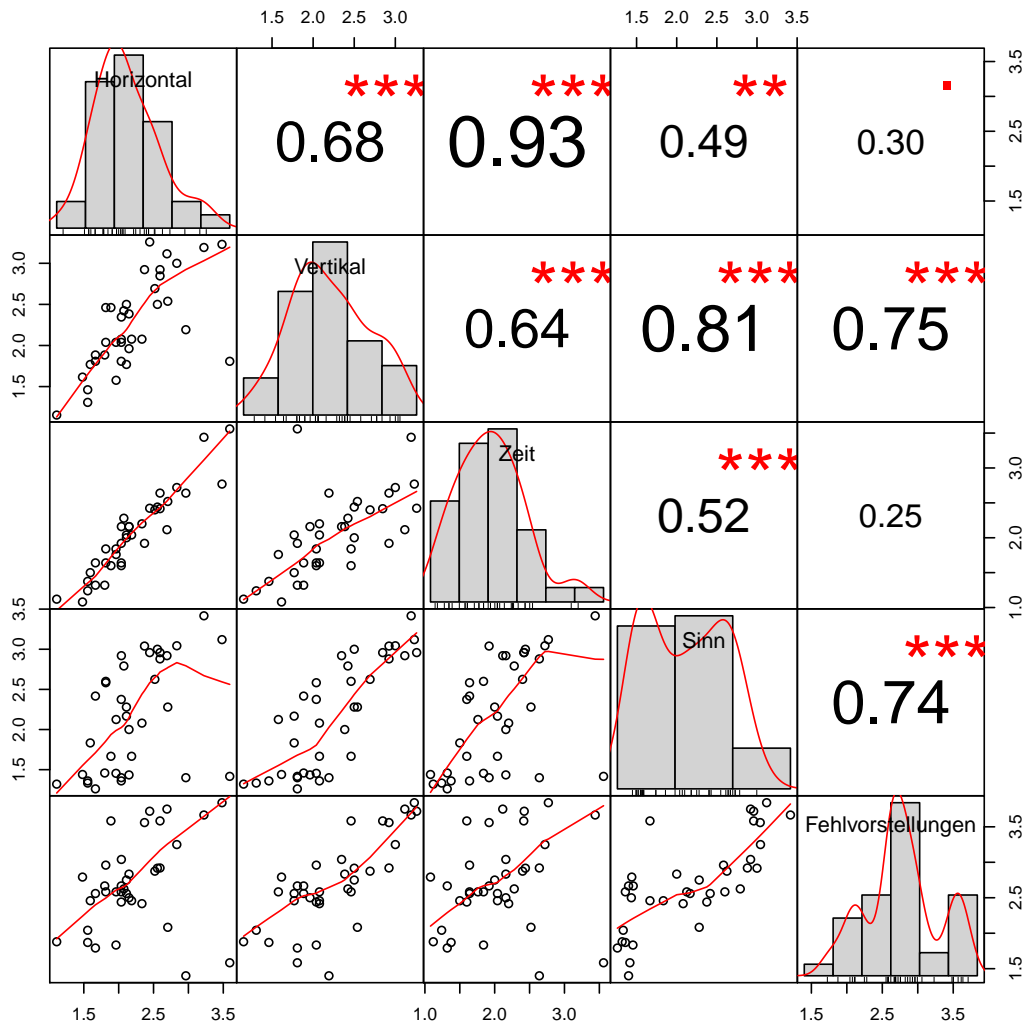 1.5 2.0 3.0 1.5 2.0 2.5 3.0 3.5
Horizontal *** *** ** 3.5
0.68 0.93 0.49 0.30 2.5
1.5
3.0 Vertikal *** *** ***
2.5 0.64 0.81 0.75
2.0
1.5
Zeit *** 3.0
0.52 0.25 2.0
1.0
3.5
3.0 Sinn ***
2.5 0.74
2.0
1.5
Fehlvorstellungen 3.5
2.5
1.5
1.5 2.5 3.5 1.0 2.0 3.0 1.5 2.5 3.5